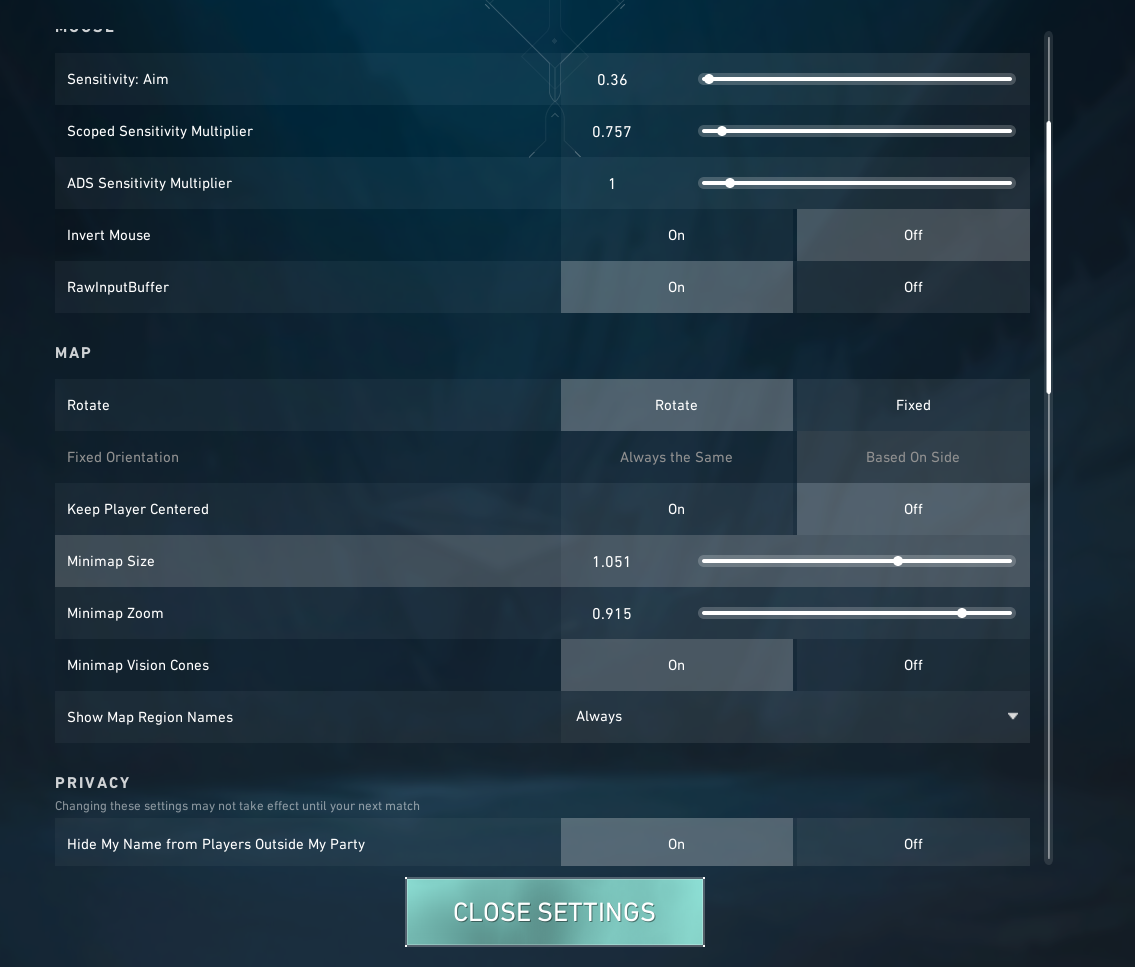 MOUSE
Sensitivity: Aim 0.36
Scoped Sensitivity Multiplier 0.757
ADS Sensitivity Multiplier 1
Invert Mouse On Off
RawInputBuffer On Off
MAP
Rotate Rotate Fixed
Fixed Orientation Always the Same Based On Side
Keep Player Centered On Off
Minimap Size 1.051
Minimap Zoom 0.915
Minimap Vision Cones On Off
Show Map Region Names Always
PRIVACY
Changing these settings may not take effect until your next match
Hide My Name from Players Outside My Party On Off
CLOSE SETTINGS